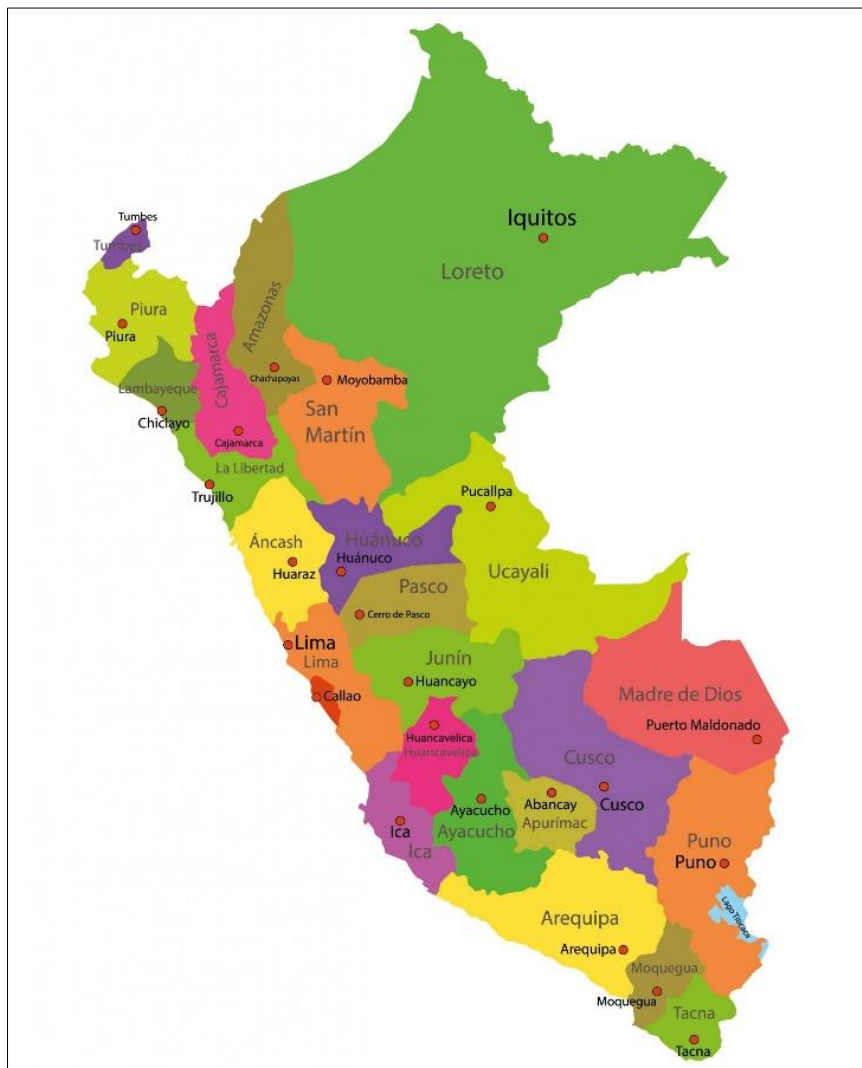 Iquitos
Loreto
Tumbes
Tumbes
Amazonas
Piura
Piura
Cajamarca
Chachapoyas
Moyobamba
Lambayeque
San
Martín
Chiclayo
Cajamarca
La Libertad
Trujillo
Pucallpa
Áncash
Huánuco
Huánuco
Huaraz
Ucayali
Pasco
Cerro de Pasco
Lima
Lima
Junín
Huancayo
Callao
Madre de Dios
Puerto Maldonado
Huancavelica
Huancavelica
Cusco
Cusco
Ayacucho
Ayacucho
Abancay
Apurímac
Ica
Ica
Puno
Puno
Lago Titicaca
Arequipa
Arequipa
Moquegua
Moquegua
Tacna
Tacna